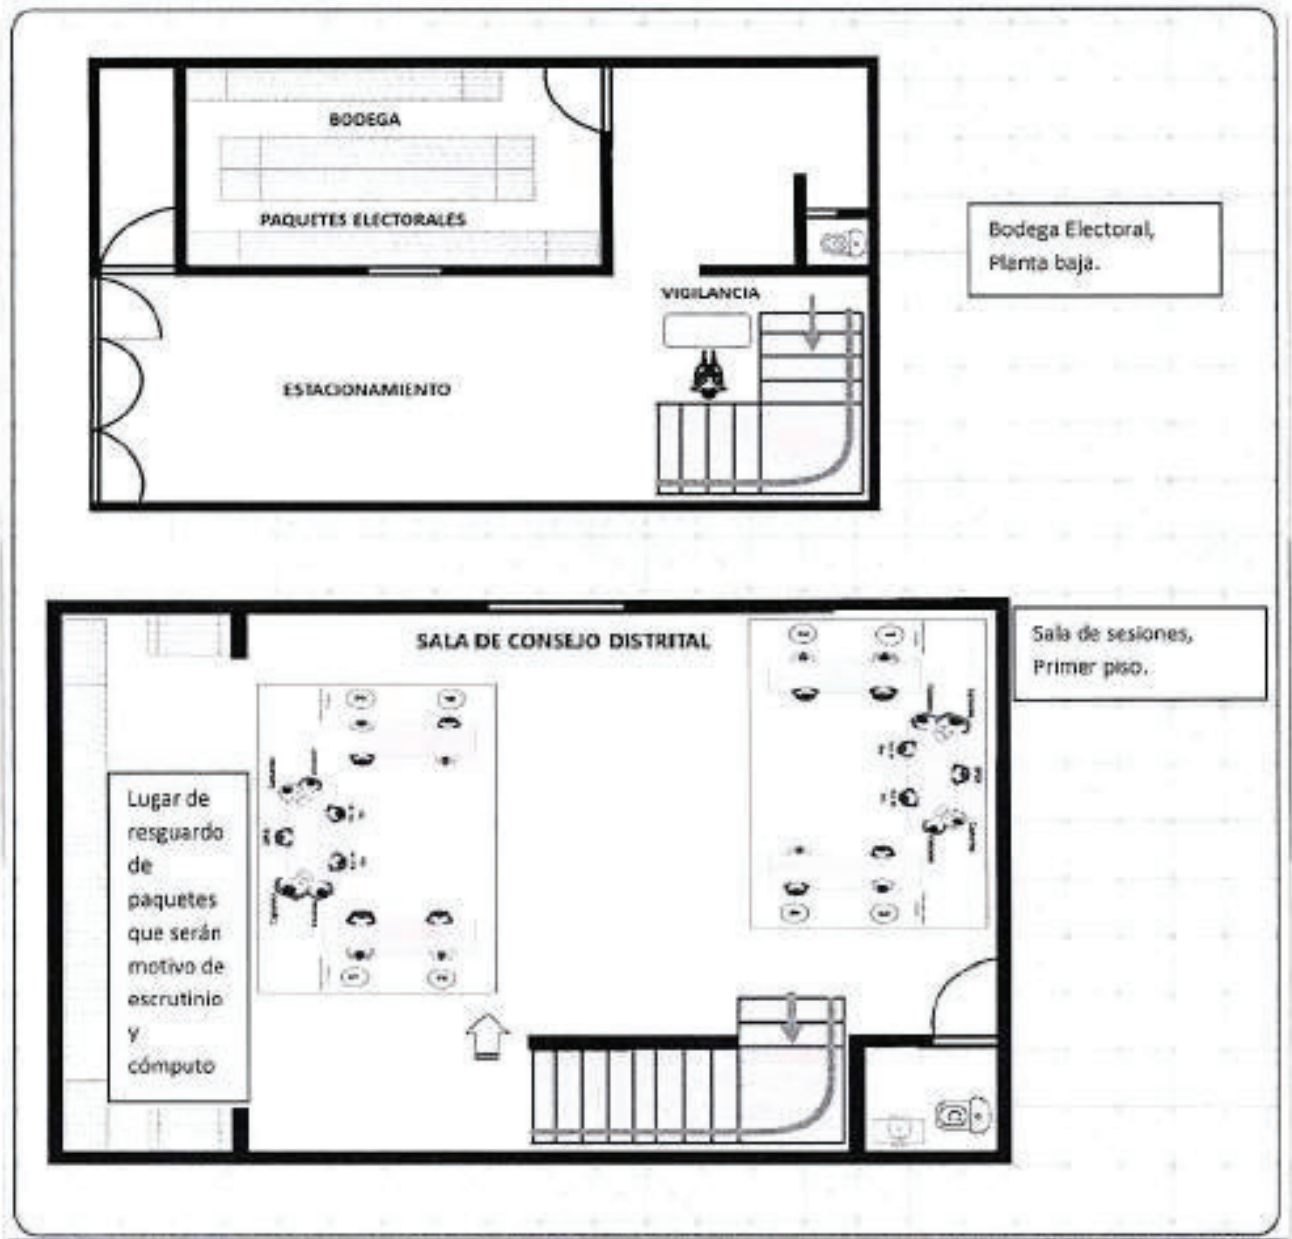 BODEGA
PAQUETES ELECTORALES
Bodega Electoral,
Planta baja.
VIGILANCIA
ESTACIONAMIENTO
SALA DE CONSEJO DISTRITAL
Sala de sesiones,
Primer piso.
Lugar de
resguardo
de
paquetes
que serán
motivo de
escrutinio
y
cómputo